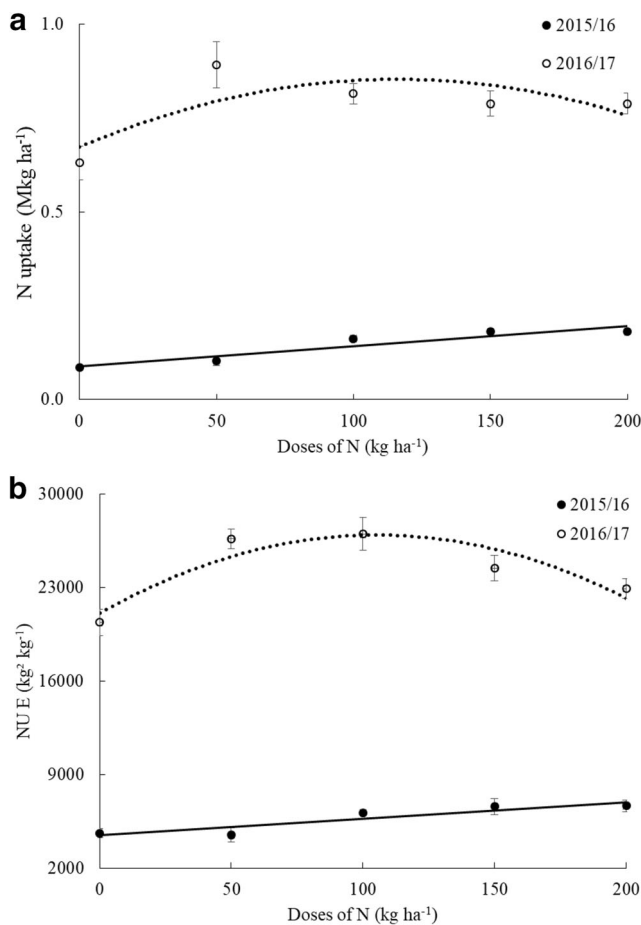 a
1.0
0.5
0.0
N uptake (Mkg ha⁻¹)
2015/16
2016/17
0 50 100 150 200
Doses of N (kg ha⁻¹)
b
30000
23000
16000
9000
2000
NU E (kg² kg⁻¹)
2015/16
2016/17
0 50 100 150 200
Doses of N (kg ha⁻¹)